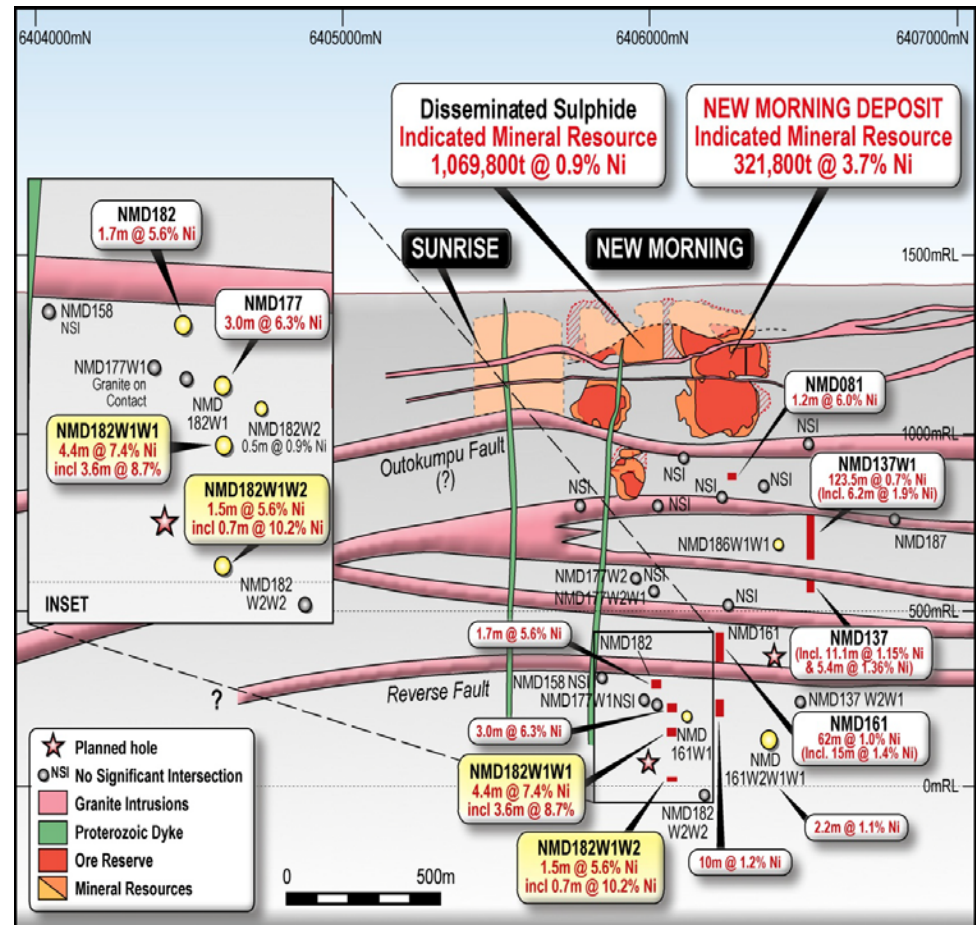 6404000mN
6405000mN
6406000mN
6407000mN
Disseminated Sulphide
Indicated Mineral Resource
1,069,800t @ 0.9% Ni
NEW MORNING DEPOSIT
Indicated Mineral Resource
321,800t @ 3.7% Ni
SUNRISE
NEW MORNING
1500mRL
1000mRL
500mRL
0mRL
NMD182
1.7m @ 5.6% Ni
NMD158
NSI
NMD177
3.0m @ 6.3% Ni
NMD177W1
Granite on
Contact
NMD
182W1
NMD182W2
0.5m @ 0.9% Ni
NMD182W1W1
4.4m @ 7.4% Ni
incl 3.6m @ 8.7%
NMD182W1W2
1.5m @ 5.6% Ni
incl 0.7m @ 10.2% Ni
NMD182
W2W2
INSET
Outokumpu Fault
(?)
NMD081
1.2m @ 6.0% Ni
NSI
NSI
NSI
NSI
NSI
NSI
NMD137W1
123.5m @ 0.7% Ni
(Incl. 6.2m @ 1.9% Ni)
NMD187
NMD186W1W1
NMD177W2
NSI
NMD177W2W1
NSI
NMD137
(Incl. 11.1m @ 1.15% Ni
& 5.4m @ 1.36% Ni)
1.7m @ 5.6% Ni
NMD182
NMD161
?
Reverse Fault
NMD158 NSI
NMD177W1
NSI
NMD137 W2W1
NMD161
62m @ 1.0% Ni
(Incl. 15m @ 1.4% Ni)
3.0m @ 6.3% Ni
NMD
161W1
NMD
161W2W1W1
NMD182W1W1
4.4m @ 7.4% Ni
incl 3.6m @ 8.7%
NMD182
W2W2
2.2m @ 1.1% Ni
NMD182W1W2
1.5m @ 5.6% Ni
incl 0.7m @ 10.2% Ni
10m @ 1.2% Ni
Planned hole
NSI No Significant Intersection
Granite Intrusions
Proterozoic Dyke
Ore Reserve
Mineral Resources
0
500m